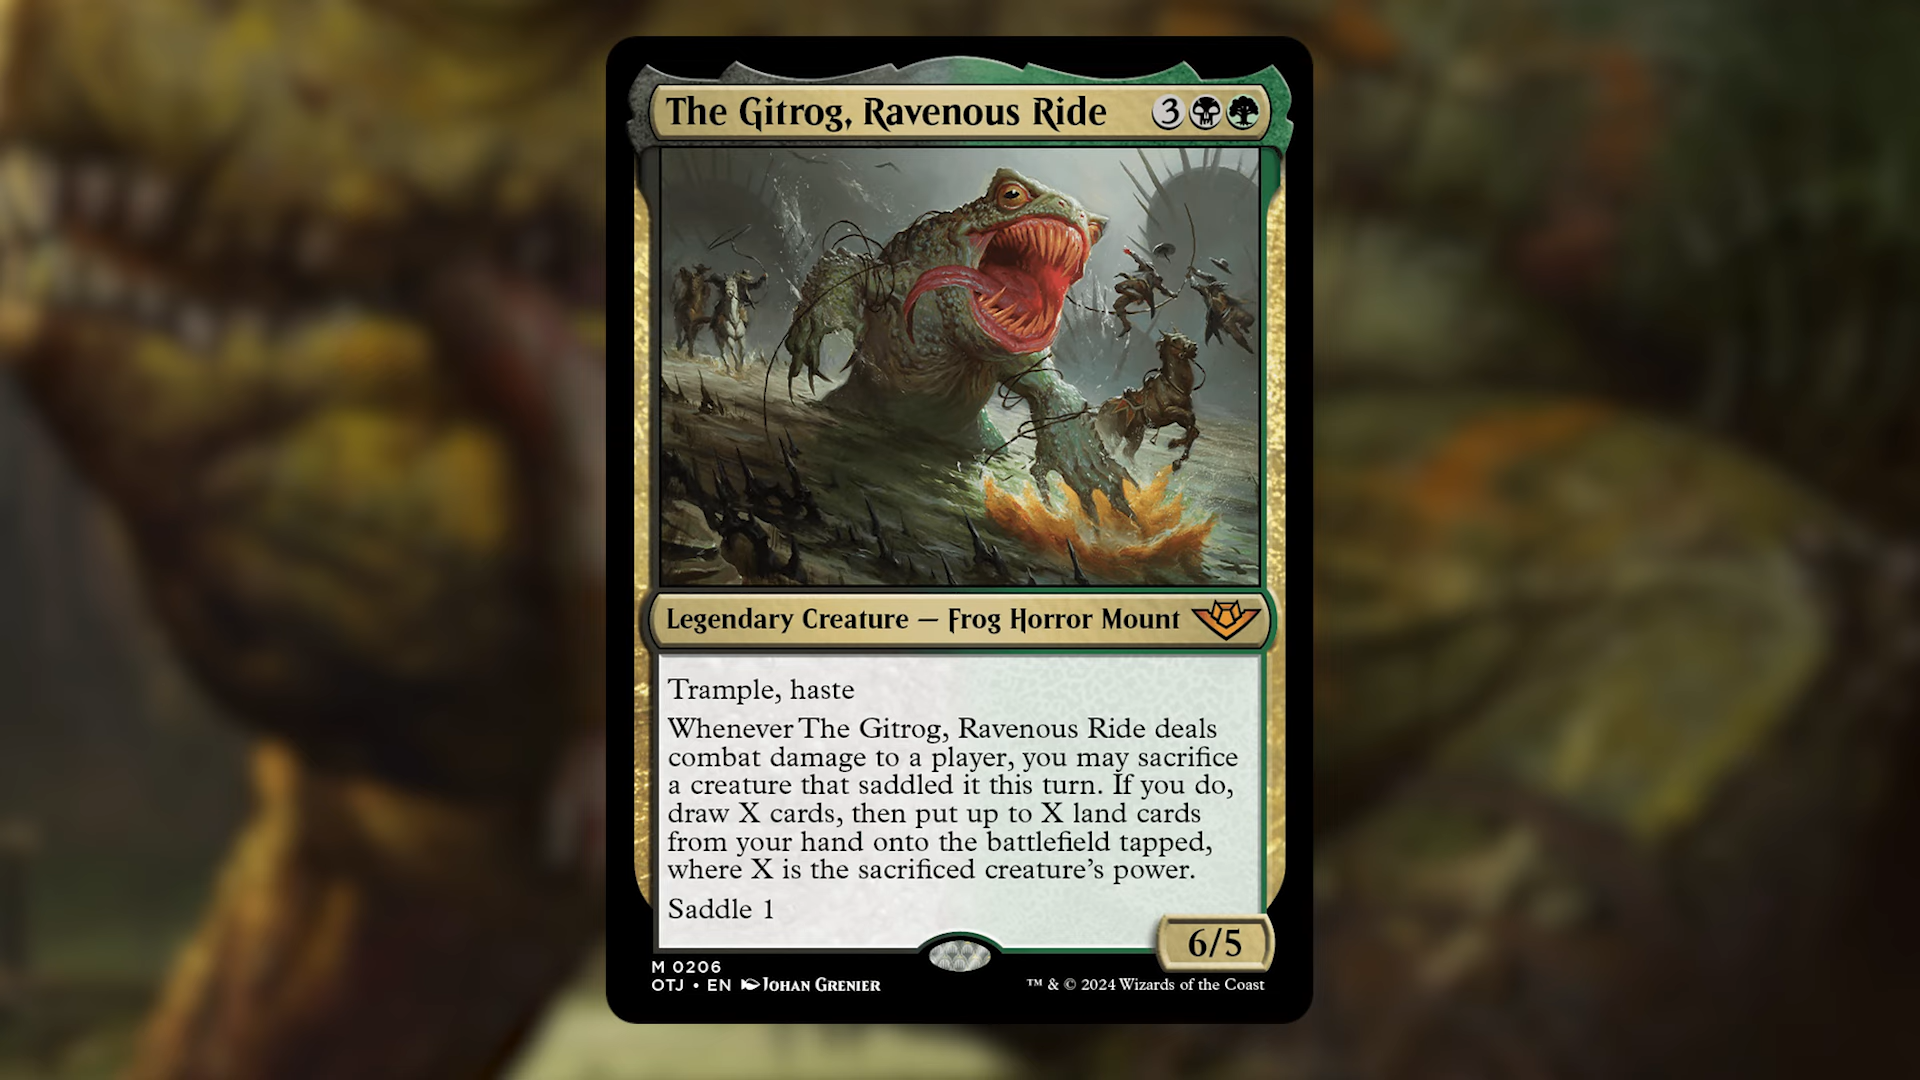 The Gitrog, Ravenous Ride 3
Legendary Creature — Frog Horror Mount
Trample, haste
Whenever The Gitrog, Ravenous Ride deals
combat damage to a player, you may sacrifice
a creature that saddled it this turn. If you do,
draw X cards, then put up to X land cards
from your hand onto the battlefield tapped,
where X is the sacrificed creature's power.
Saddle 1
6/5
M 0206
OTJ • EN Johan Grenier
™ & © 2024 Wizards of the Coast